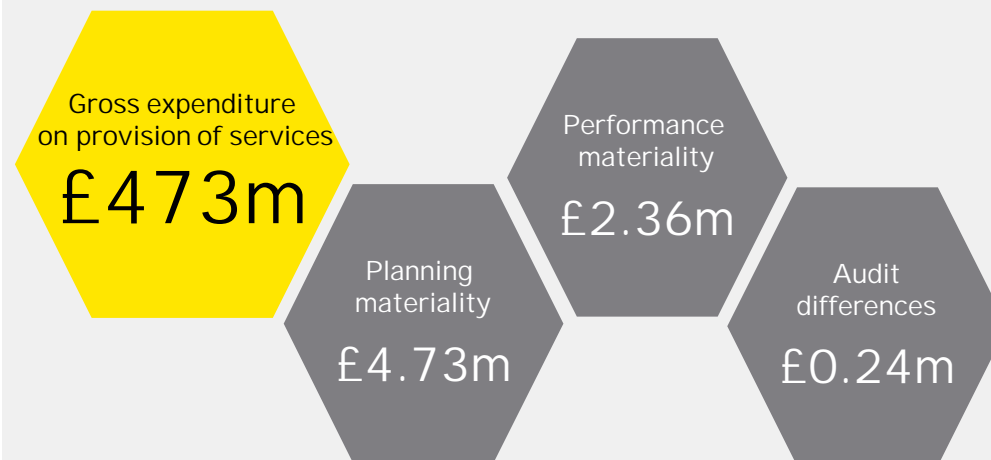 Gross expenditure
on provision of services
£473m
Planning
materiality
£4.73m
Performance
materiality
£2.36m
Audit
differences
£0.24m